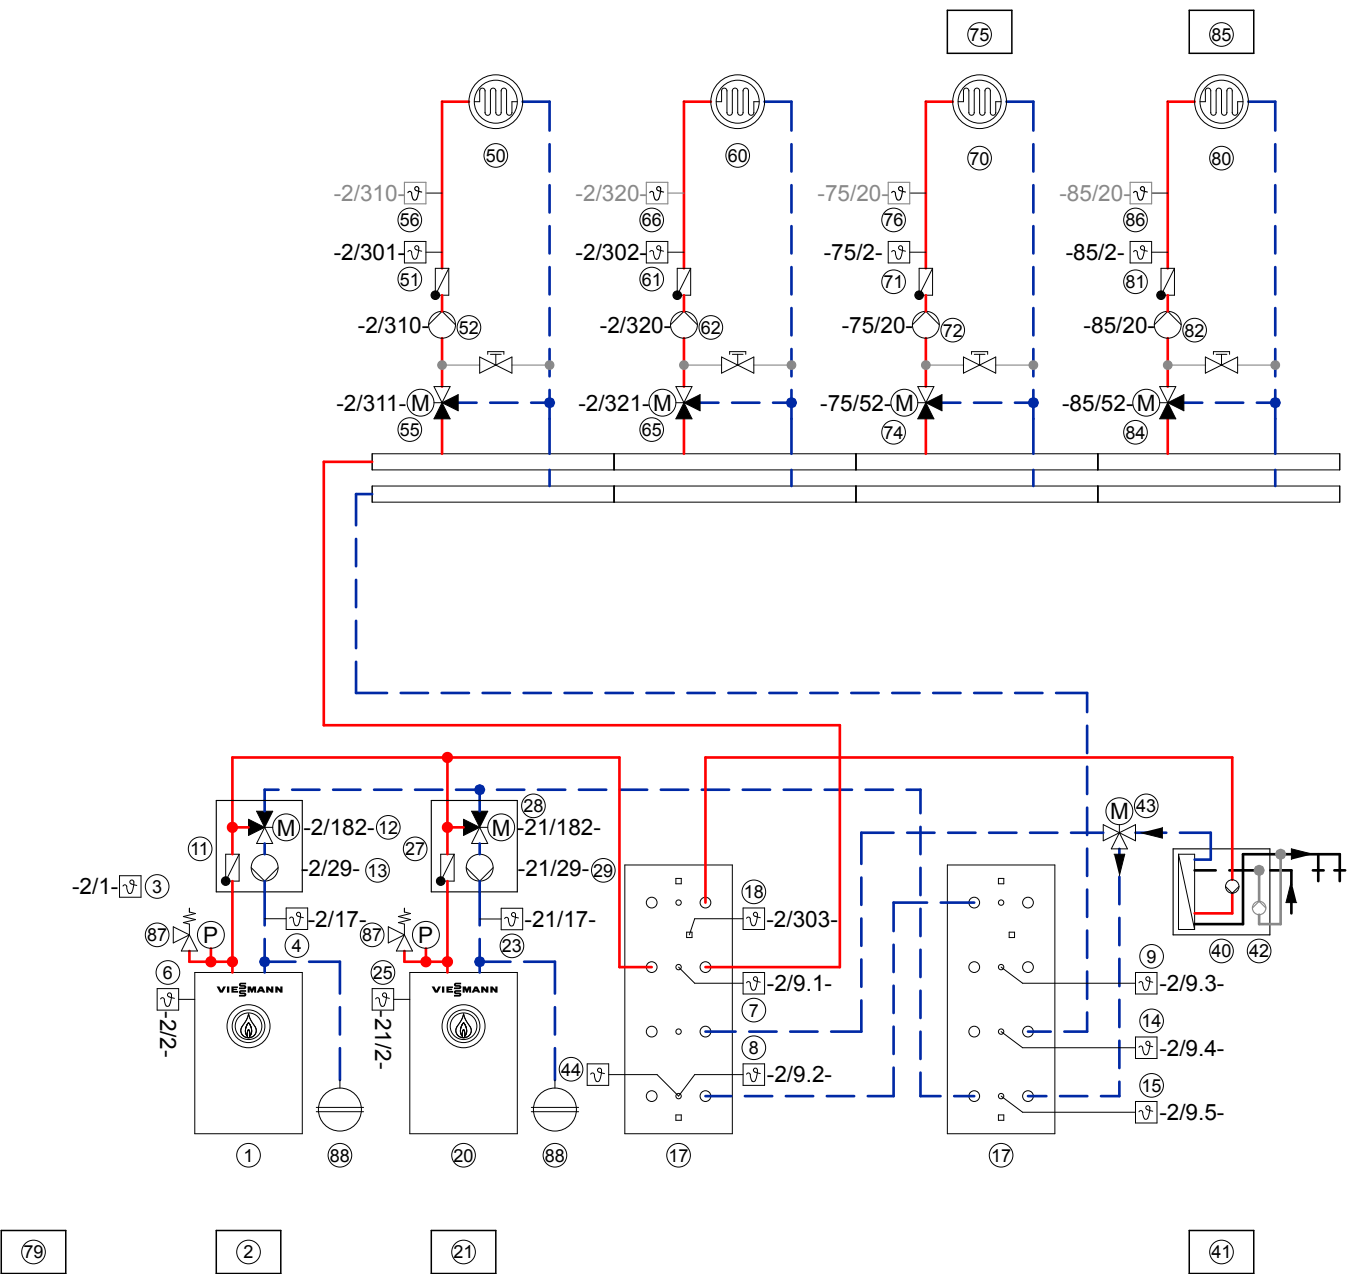 75 85
50 60 70 80
-2/310- -2/320- -75/20- -85/20-
56 66 76 86
-2/301- -2/302- -75/2- -85/2-
51 61 71 81
-2/310- 52 -2/320- 62 -75/20- 72 -85/20- 82
-2/311- M -2/321- M -75/52- M -85/52- M
55 65 74 84
28 M 43
M -2/182- 12 M -21/182-
11 27
-2/29- 13 -21/29- 29
-2/1- 3 18
-2/17- -21/17- -2/303-
87 P 87 P
4 23 40 42
6 25 9
VIESMANN VIESMANN -2/9.1- -2/9.3-
-2/2- -21/2- 7 14
8 -2/9.4-
44 -2/9.2- 15
-2/9.5-
1 88 20 88 17 17
79 2 21 41